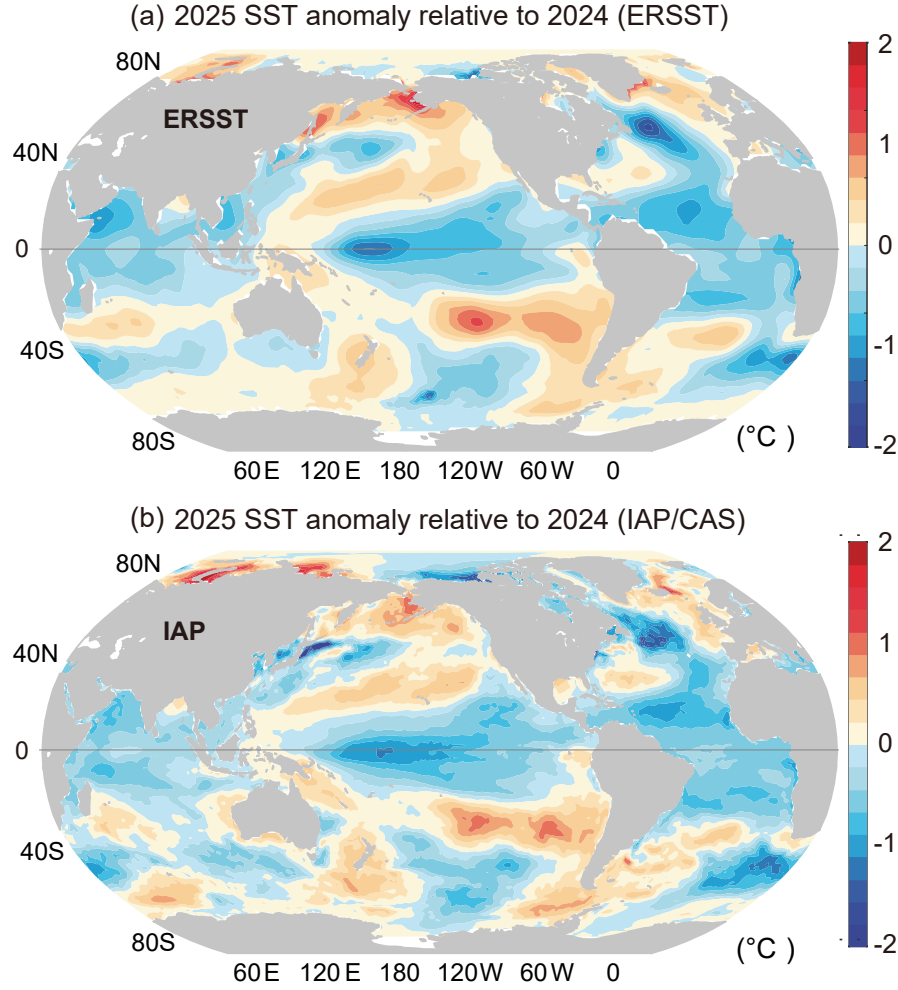 (a) 2025 SST anomaly relative to 2024 (ERSST)
80N
ERSST
40N
0
40S
80S
60E 120E 180 120W 60W 0
(°C )
2
1
0
-1
-2
(b) 2025 SST anomaly relative to 2024 (IAP/CAS)
80N
IAP
40N
0
40S
80S
60E 120E 180 120W 60W 0
(°C )
2
1
0
-1
-2